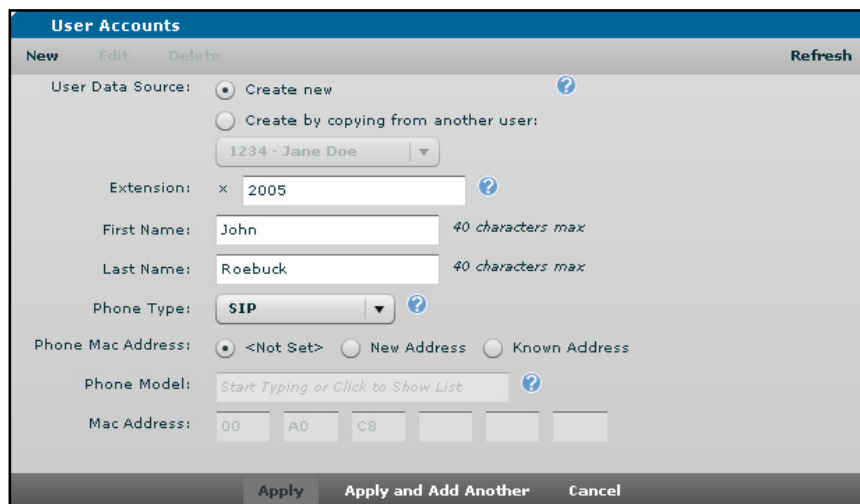 User Accounts
New Edit Delete Refresh
User Data Source: Create new ?
Create by copying from another user:
1234 - Jane Doe
Extension: x 2005 ?
First Name: John 40 characters max
Last Name: Roebuck 40 characters max
Phone Type: SIP ?
Phone Mac Address: <Not Set> New Address Known Address
Phone Model: Start Typing or Click to Show List ?
Mac Address: 00 A0 C8
Apply Apply and Add Another Cancel